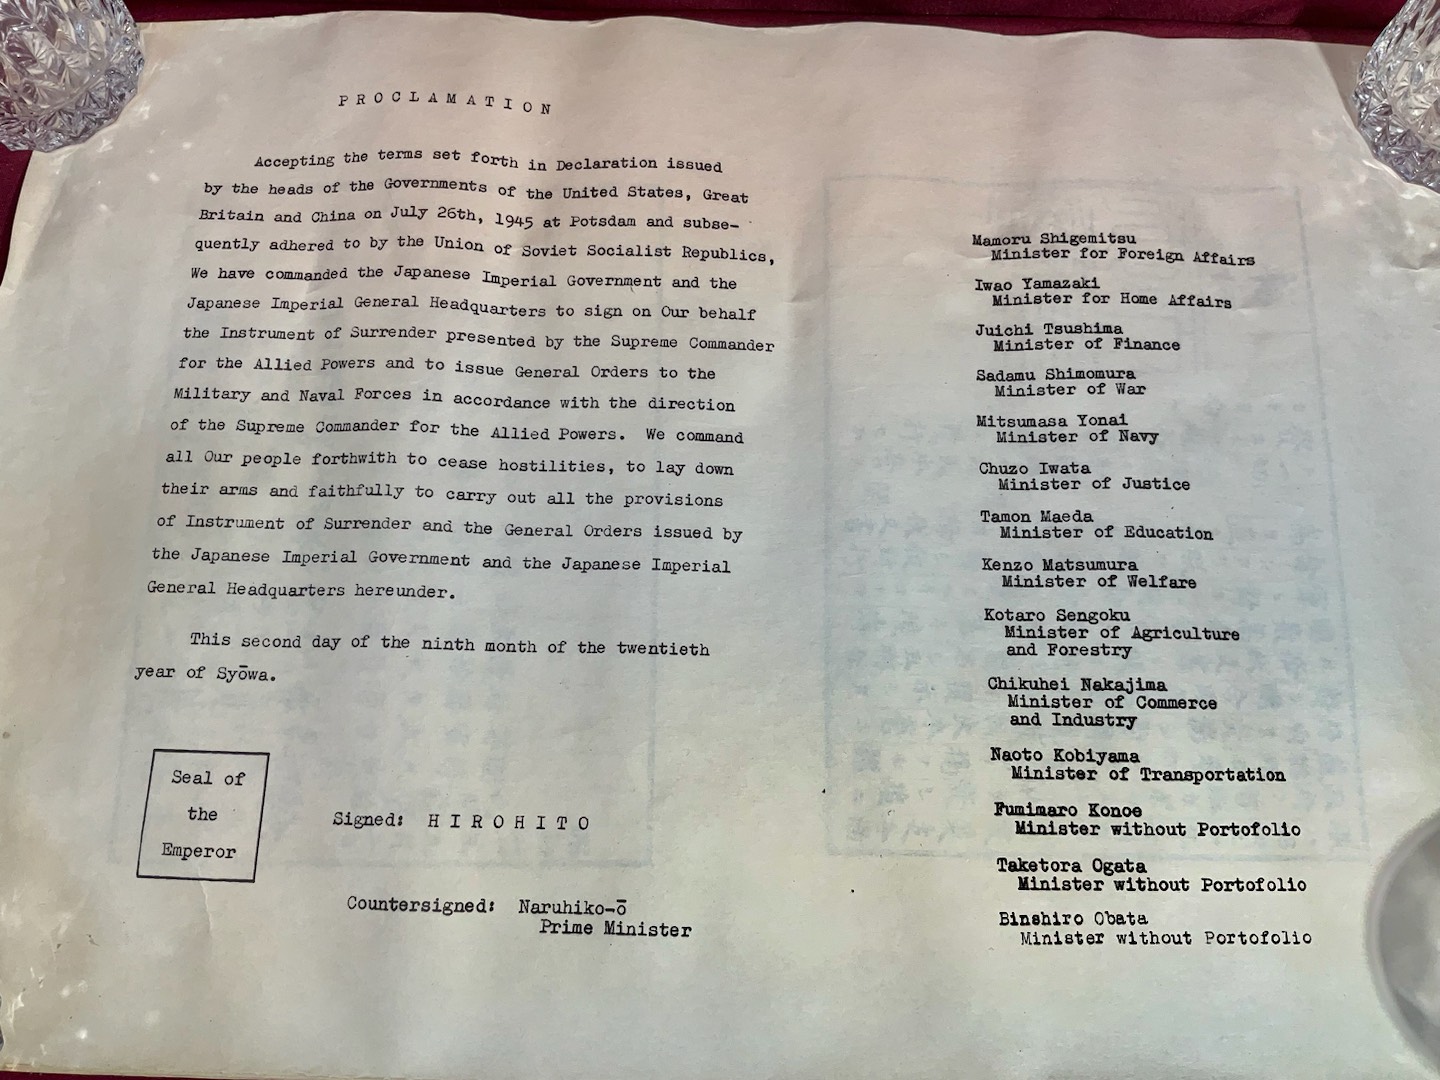 PROCLAMATION
Accepting the terms set forth in Declaration issued
by the heads of the Governments of the United States, Great
Britain and China on July 26th, 1945 at Potsdam and subse-
quently adhered to by the Union of Soviet Socialist Republics,
We have commanded the Japanese Imperial Government and the
Japanese Imperial General Headquarters to sign on Our behalf
the Instrument of Surrender presented by the Supreme Commander
for the Allied Powers and to issue General Orders to the
Military and Naval Forces in accordance with the direction
of the Supreme Commander for the Allied Powers. We command
all Our people forthwith to cease hostilities, to lay down
their arms and faithfully to carry out all the provisions
of Instrument of Surrender and the General Orders issued by
the Japanese Imperial Government and the Japanese Imperial
General Headquarters hereunder.
This second day of the ninth month of the twentieth
year of Syōwa.
Seal of
the
Emperor
Signed: HIROHITO
Countersigned: Naruhiko-ō
Prime Minister
Mamoru Shigemitsu
Minister for Foreign Affairs
Iwao Yamazaki
Minister for Home Affairs
Juichi Tsushima
Minister of Finance
Sadamu Shimomura
Minister of War
Mitsumasa Yonai
Minister of Navy
Chuzo Iwata
Minister of Justice
Tamon Maeda
Minister of Education
Kenzo Matsumura
Minister of Welfare
Kotaro Sengoku
Minister of Agriculture
and Forestry
Chikuhei Nakajima
Minister of Commerce
and Industry
Naoto Kobiyama
Minister of Transportation
Fumimaro Konoe
Minister without Portofolio
Taketora Ogata
Minister without Portofolio
Binshiro Obata
Minister without Portofolio